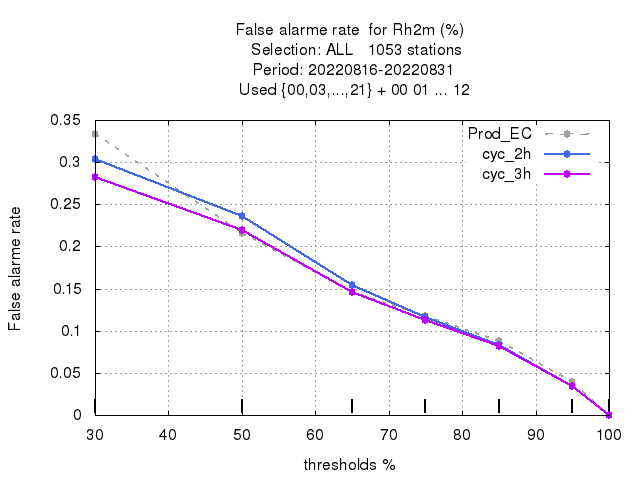 False alarme rate  for Rh2m (%)
Selection: ALL   1053 stations
Period: 20220816-20220831
Used {00,03,...,21} + 00 01 ... 12
Prod_EC
cyc_2h
cyc_3h
False alarme rate
0.35
0.3
0.25
0.2
0.15
0.1
0.05
0
30 40 50 60 70 80 90 100
thresholds %